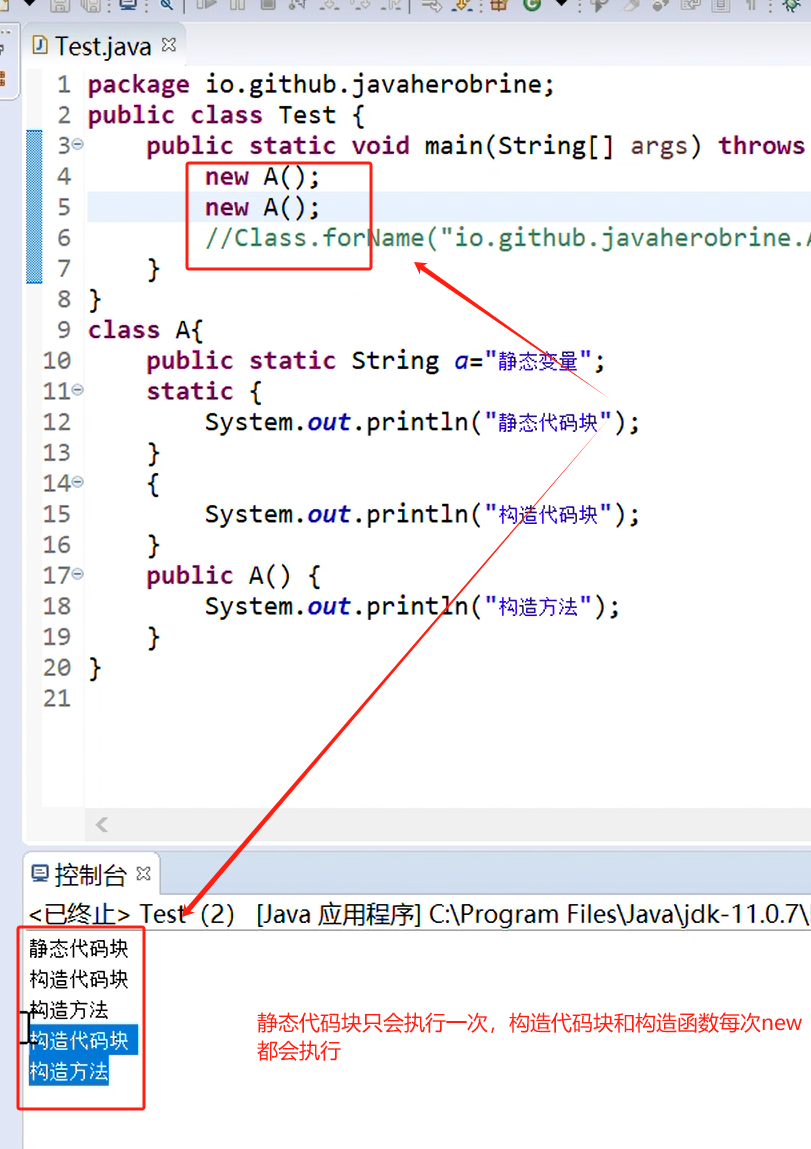 Test.java
1 package io.github.javaherobrine;
2 public class Test {
3 public static void main(String[] args) throws
4 new A();
5 new A();
6 //Class.forName("io.github.javaherobrine.A
7 }
8 }
9 class A{
10 public static String a="静态变量";
11 static {
12 System.out.println("静态代码块");
13 }
14 {
15 System.out.println("构造代码块");
16 }
17 public A() {
18 System.out.println("构造方法");
19 }
20 }
21
控制台
<已终止> Test (2) [Java 应用程序] C:\Program Files\Java\jdk-11.0.7\
静态代码块
构造代码块
构造方法
构造代码块
构造方法
静态代码块只会执行一次，构造代码块和构造函数每次new
都会执行